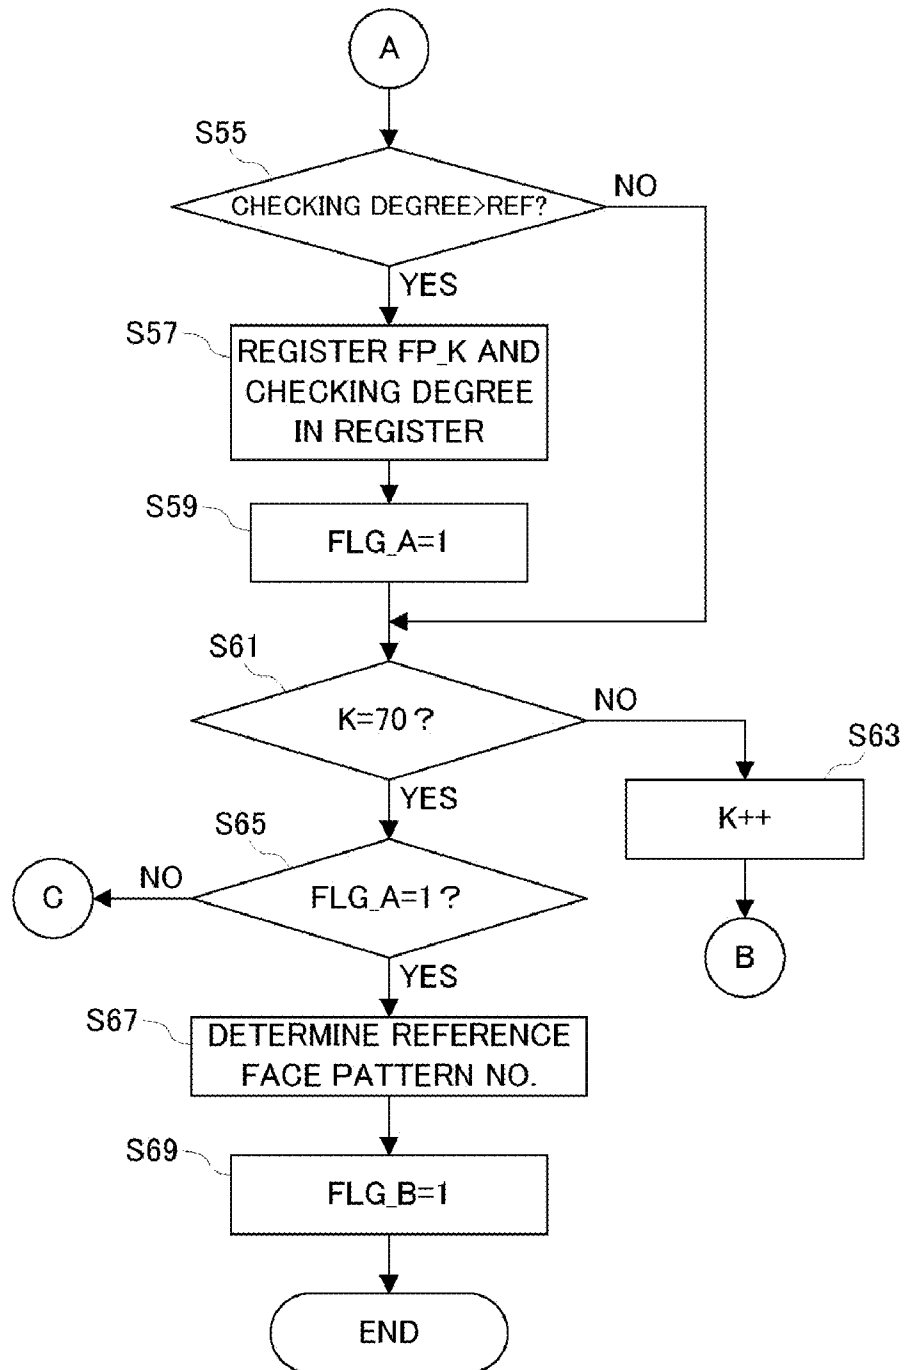 A
S55
CHECKING DEGREE>REF?
NO
YES
S57
REGISTER FP_K AND
CHECKING DEGREE
IN REGISTER
S59
FLG_A=1
S61
K=70?
NO
S63
K++
YES
S65
FLG_A=1?
NO
C
B
YES
S67
DETERMINE REFERENCE
FACE PATTERN NO.
S69
FLG_B=1
END